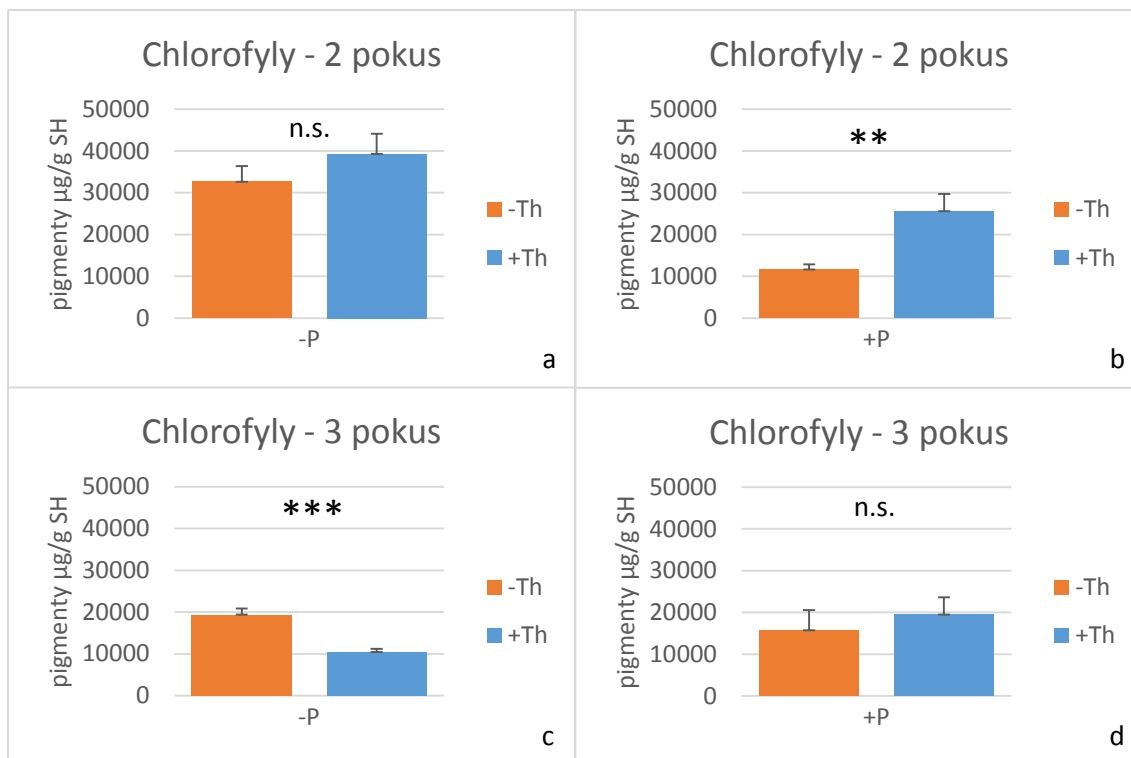 Chlorofyly - 2 pokus
pigmenty µg/g SH
50000
40000
30000
20000
10000
0
n.s.
-P
-Th
+Th
a
Chlorofyly - 2 pokus
pigmenty µg/g SH
50000
40000
30000
20000
10000
0
**
+P
-Th
+Th
b
Chlorofyly - 3 pokus
pigmenty µg/g SH
50000
40000
30000
20000
10000
0
***
-P
-Th
+Th
c
Chlorofyly - 3 pokus
pigmenty µg/g SH
50000
40000
30000
20000
10000
0
n.s.
+P
-Th
+Th
d